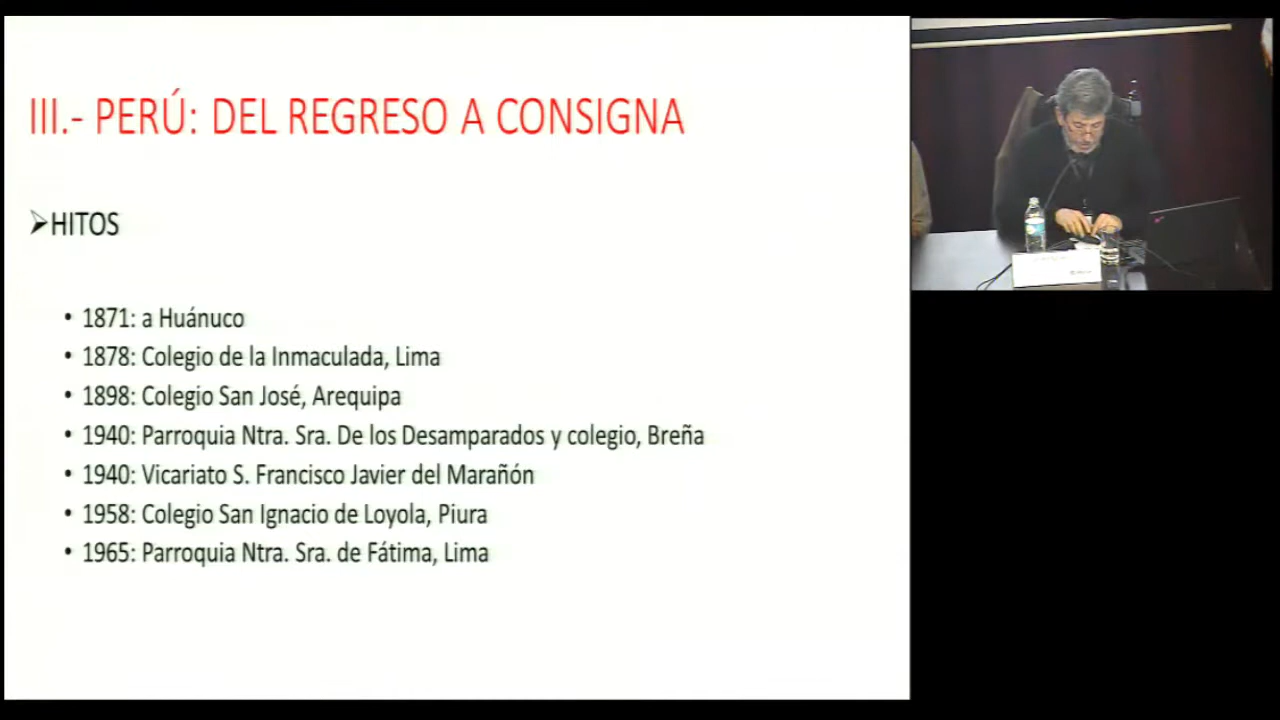 III.- PERÚ: DEL REGRESO A CONSIGNA
➢HITOS
• 1871: a Huánuco
• 1878: Colegio de la Inmaculada, Lima
• 1898: Colegio San José, Arequipa
• 1940: Parroquia Ntra. Sra. De los Desamparados y colegio, Breña
• 1940: Vicariato S. Francisco Javier del Marañón
• 1958: Colegio San Ignacio de Loyola, Piura
• 1965: Parroquia Ntra. Sra. de Fátima, Lima